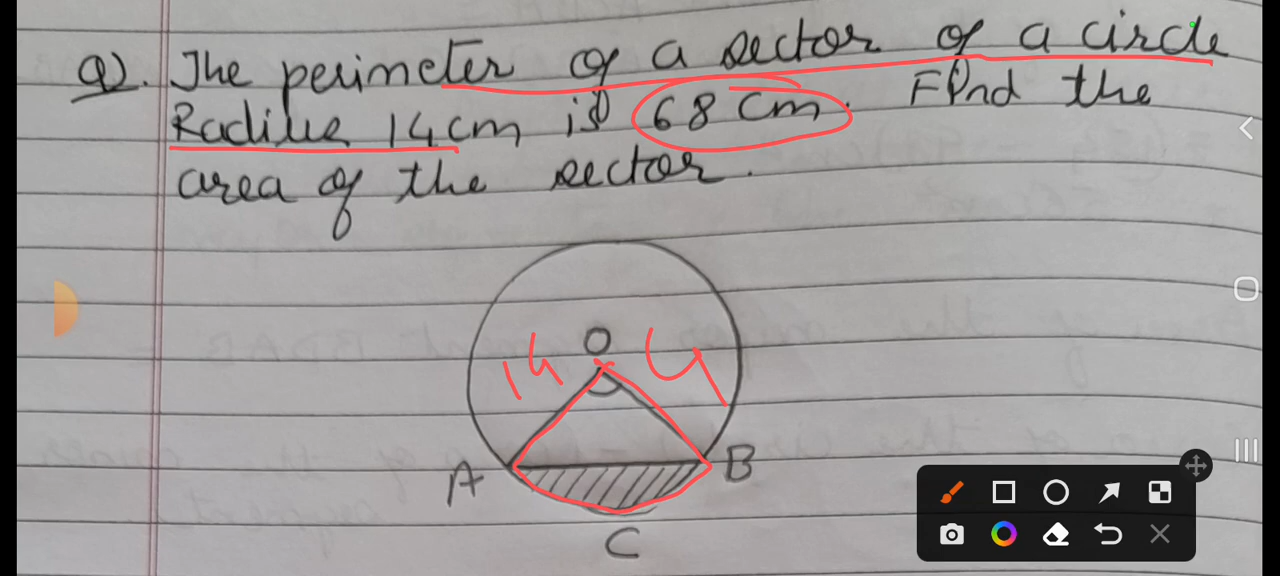 Q). The perimeter of a sector of a circle
Radius 14cm is 68 cm. Find the
area of the sector.
O
14
14
A
B
C